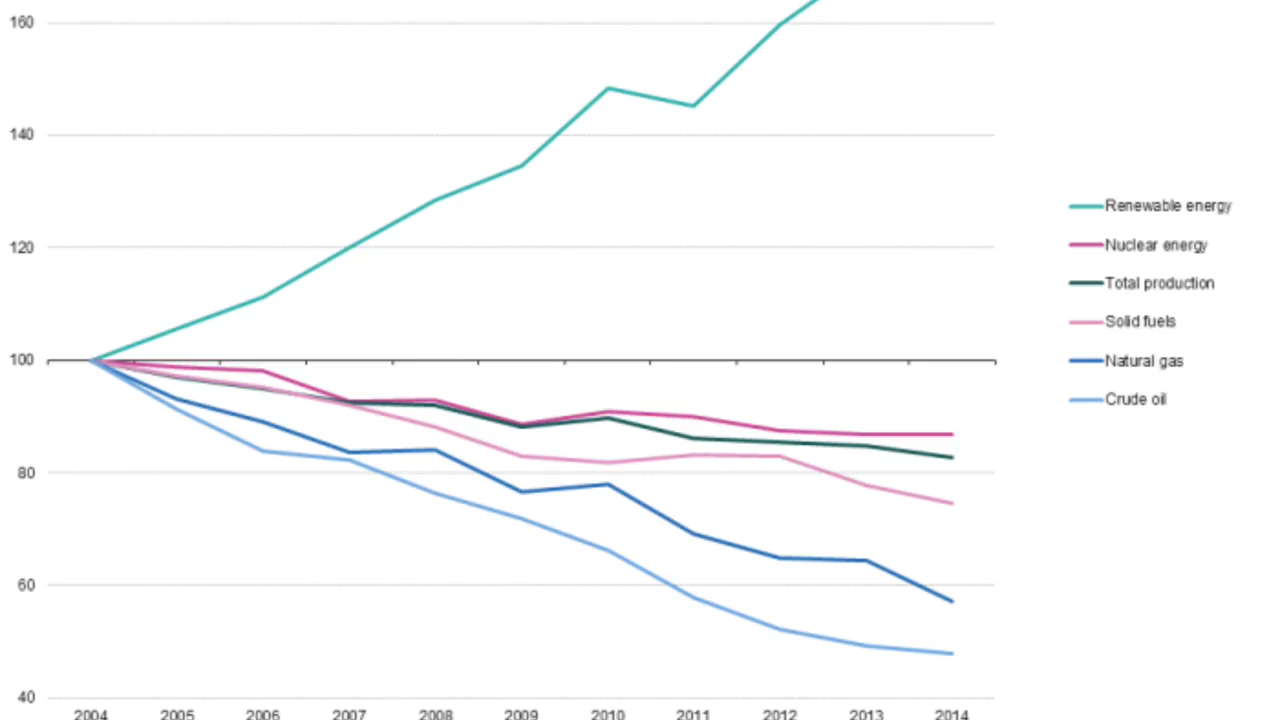 160
140
120
100
80
60
40
2004 2005 2006 2007 2008 2009 2010 2011 2012 2013 2014
Renewable energy
Nuclear energy
Total production
Solid fuels
Natural gas
Crude oil